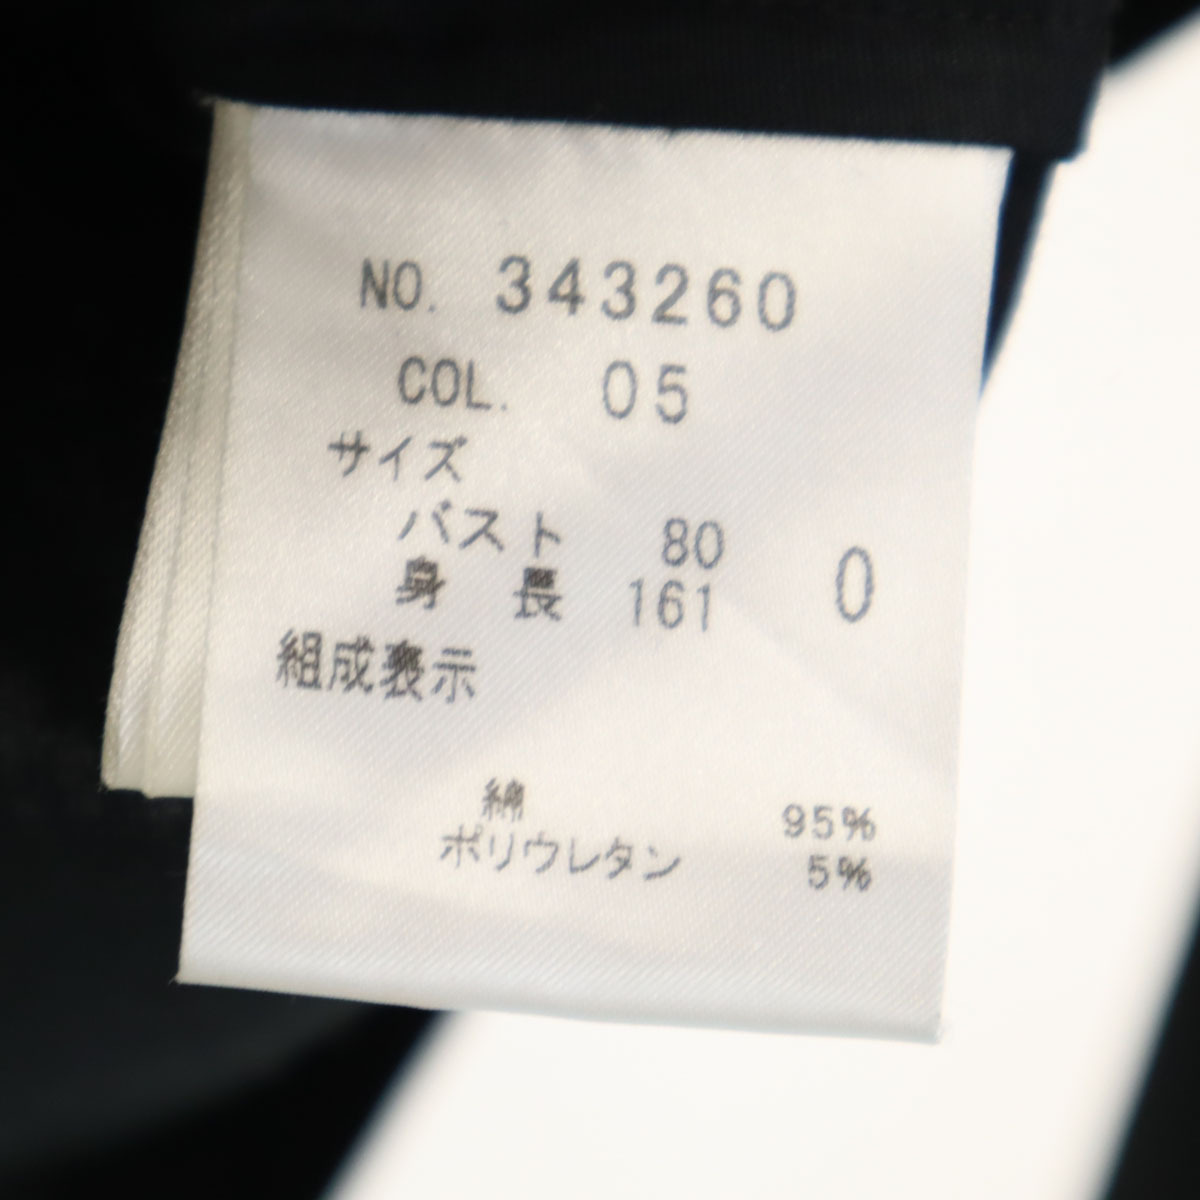 NO. 343260
COL. 05
サイズ
バスト 80
身長 161 0
組成表示
綿 95%
ポリウレタン 5%